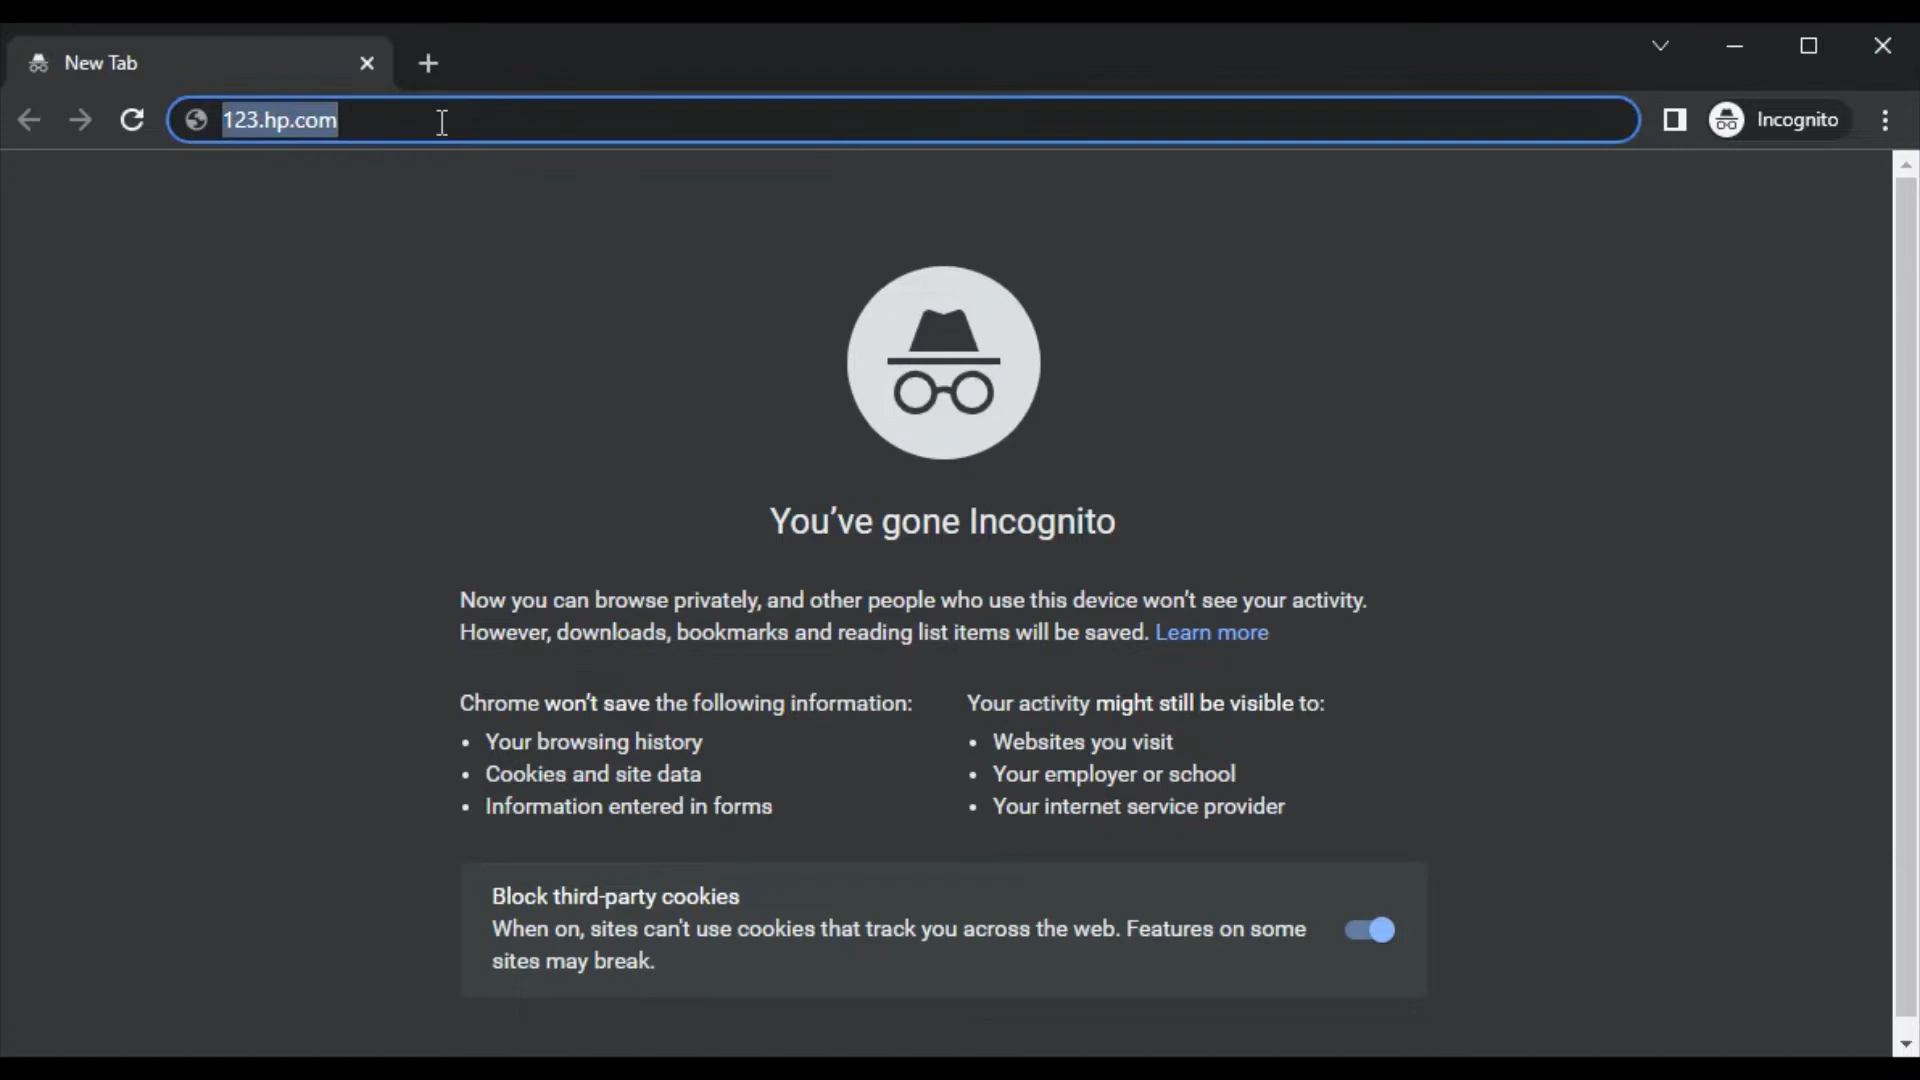 New Tab
123.hp.com
Incognito
You've gone Incognito
Now you can browse privately, and other people who use this device won't see your activity.
However, downloads, bookmarks and reading list items will be saved. Learn more
Chrome won't save the following information:
• Your browsing history
• Cookies and site data
• Information entered in forms
Your activity might still be visible to:
• Websites you visit
• Your employer or school
• Your internet service provider
Block third-party cookies
When on, sites can't use cookies that track you across the web. Features on some
sites may break.